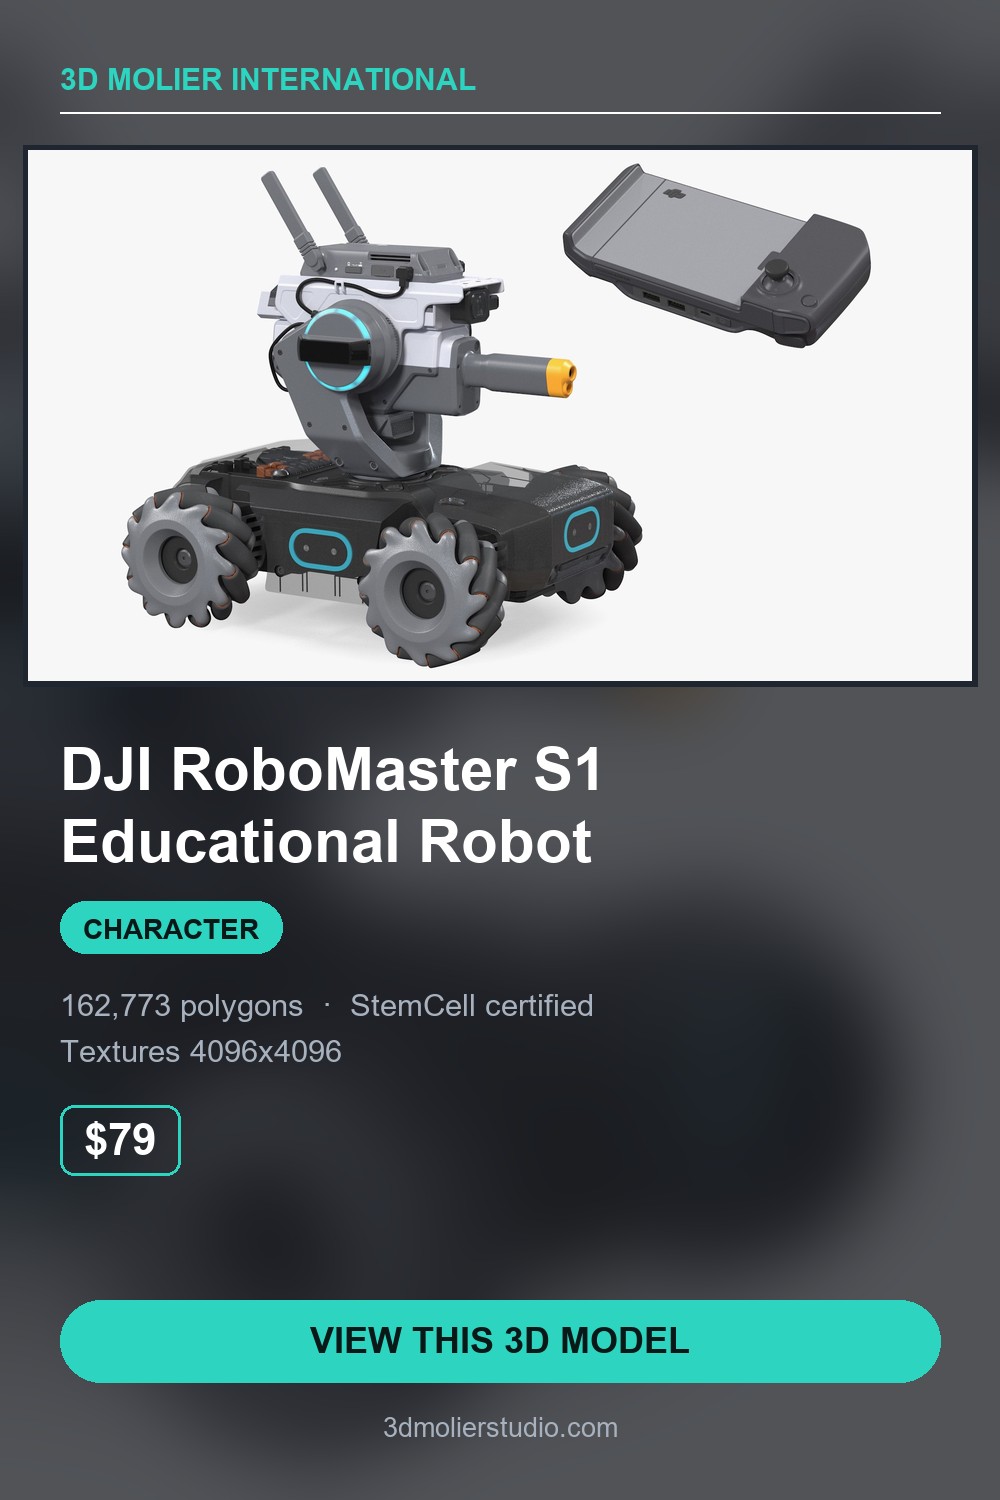 3D MOLIER INTERNATIONAL
DJI RoboMaster S1
Educational Robot
CHARACTER
162,773 polygons · StemCell certified
Textures 4096x4096
$79
VIEW THIS 3D MODEL
3dmolierstudio.com